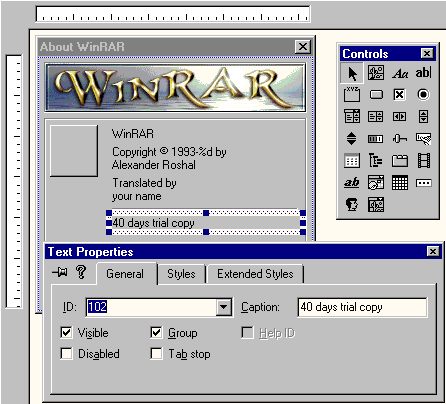 About WinRAR
WINRAR
WinRAR
Copyright © 1993-%d by
Alexander Roshal
Translated by
your name
40 days trial copy
Controls
Aa
ab
XYZ
ab
Text Properties
General
Styles
Extended Styles
ID:
102
Caption:
40 days trial copy
Visible
Group
Help ID
Disabled
Tab stop